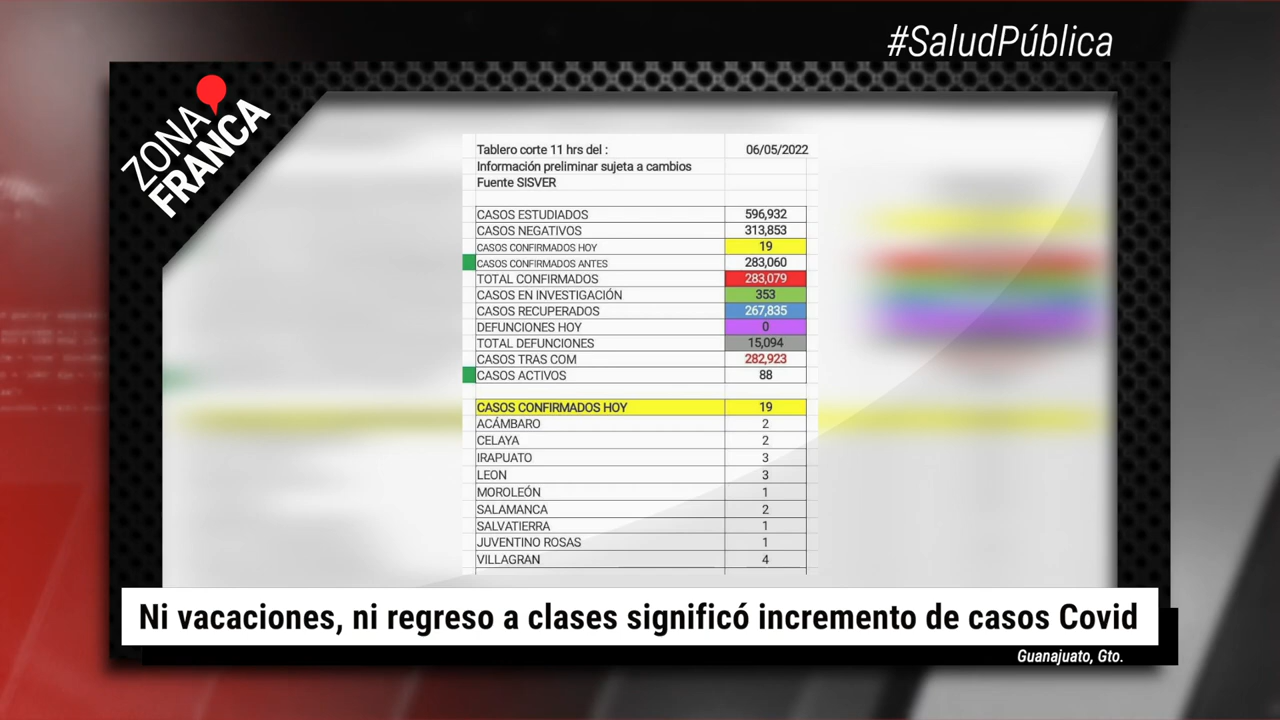 #SaludPública
ZONA
FRANCA
Tablero corte 11 hrs del : 06/05/2022
Información preliminar sujeta a cambios
Fuente SISVER
CASOS ESTUDIADOS 596,932
CASOS NEGATIVOS 313,853
CASOS CONFIRMADOS HOY 19
CASOS CONFIRMADOS ANTES 283,060
TOTAL CONFIRMADOS 283,079
CASOS EN INVESTIGACIÓN 353
CASOS RECUPERADOS 267,835
DEFUNCIONES HOY 0
TOTAL DEFUNCIONES 15,094
CASOS TRAS COM 282,923
CASOS ACTIVOS 88
CASOS CONFIRMADOS HOY 19
ACÁMBARO 2
CELAYA 2
IRAPUATO 3
LEON 3
MOROLEÓN 1
SALAMANCA 2
SALVATIERRA 1
JUVENTINO ROSAS 1
VILLAGRAN 4
Ni vacaciones, ni regreso a clases significó incremento de casos Covid
Guanajuato, Gto.